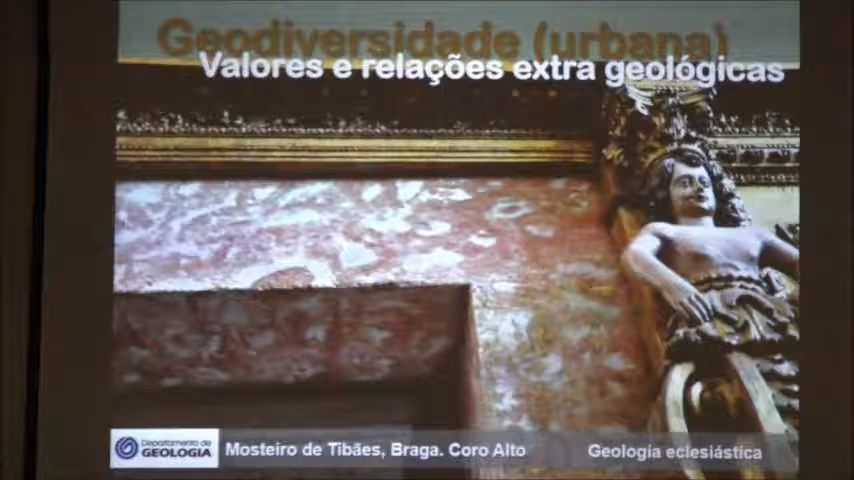 Geodiversidade (urbana)
Valores e relações extra geológicas
Departamento de
GEOLOGIA
Mosteiro de Tibães, Braga. Coro Alto
Geologia eclesiástica